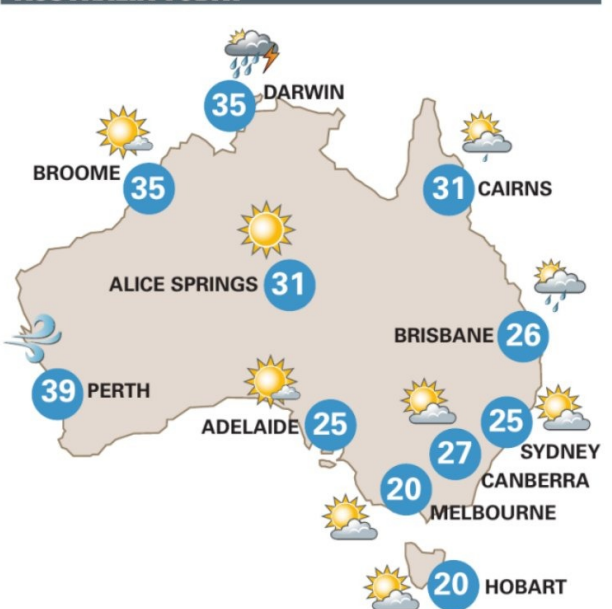 DARWIN
35
BROOME
35
31 CAIRNS
ALICE SPRINGS 31
BRISBANE 26
39 PERTH
ADELAIDE 25
25
SYDNEY
27
CANBERRA
20
MELBOURNE
20 HOBART